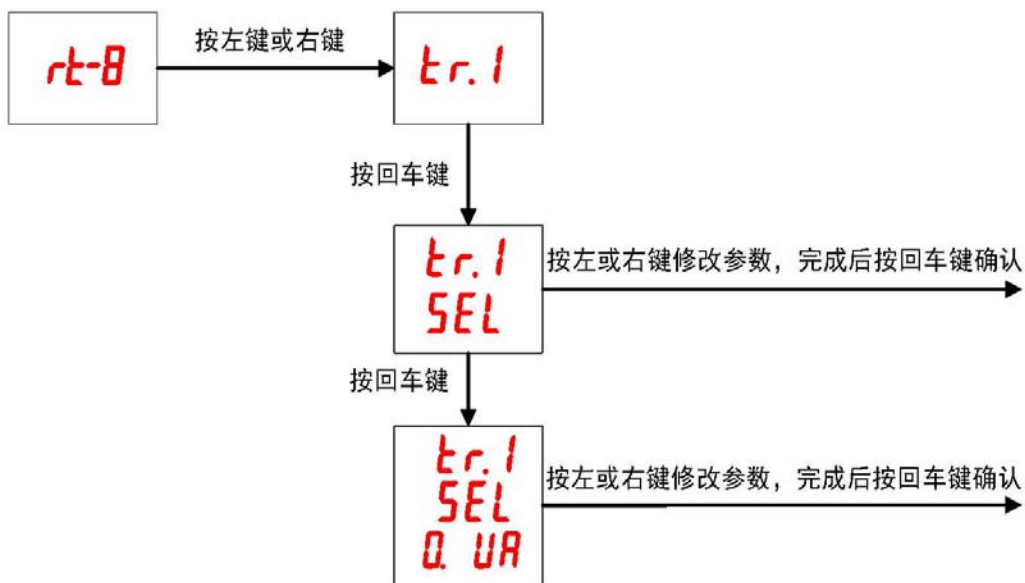 rt-8
按左键或右键
tr.1
按回车键
tr.1
SEL
按左或右键修改参数，完成后按回车键确认
按回车键
tr.1
SEL
0. UA
按左或右键修改参数，完成后按回车键确认